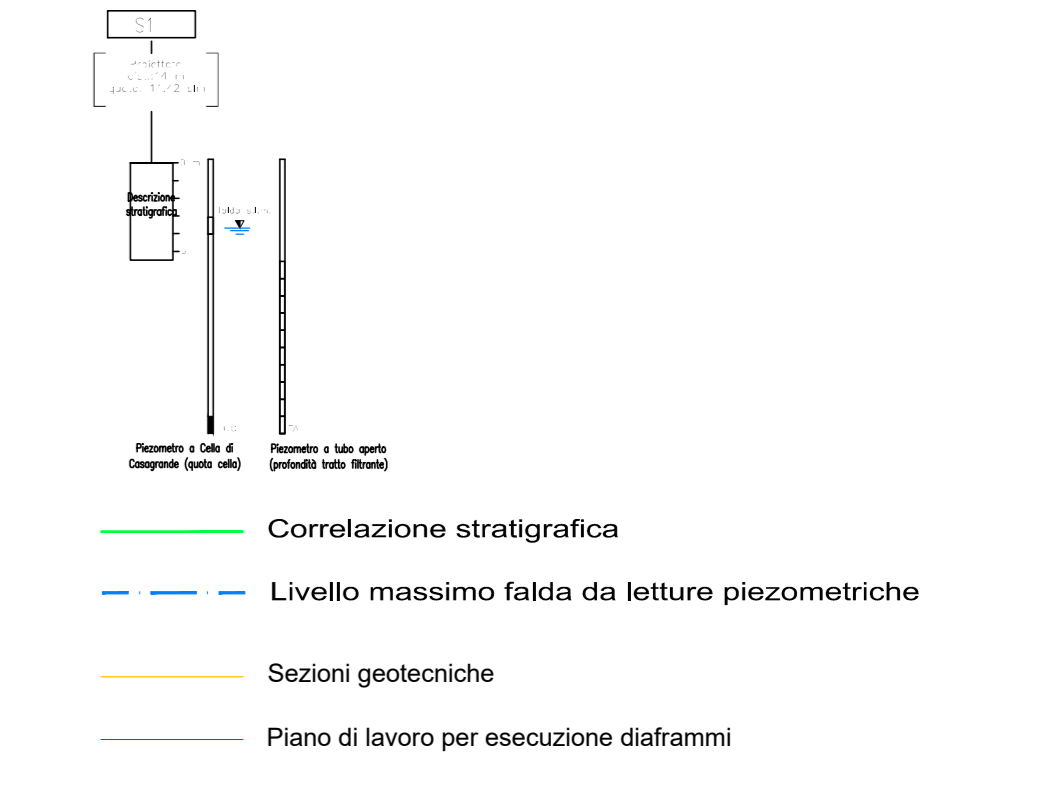 S1
Descrizione
stratigrafica
Piezometro a Cella di
Casagrande (quota cella)
Piezometro a tubo aperto
(profondità tratto filtrante)
Correlazione stratigrafica
Livello massimo falda da letture piezometriche
Sezioni geotecniche
Piano di lavoro per esecuzione diaframmi